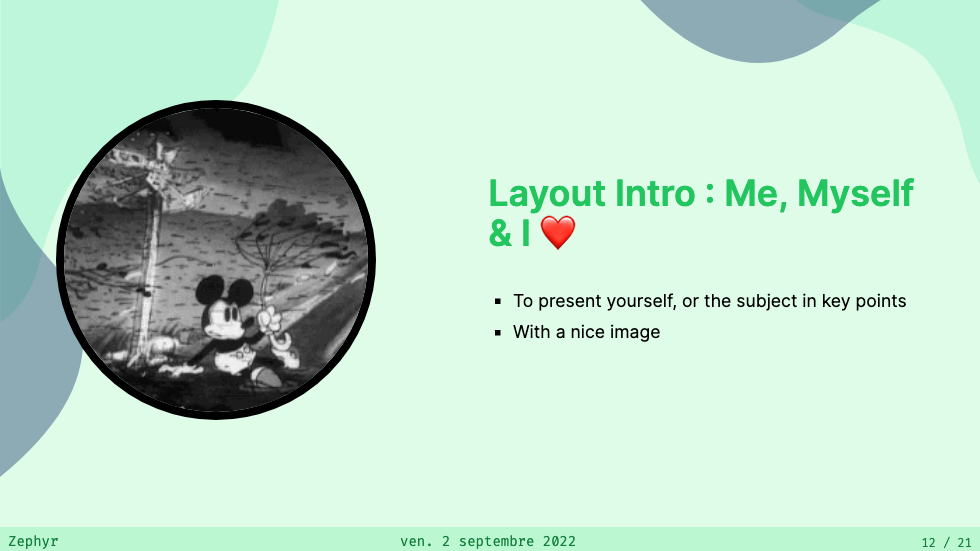 Layout Intro : Me, Myself
& I ❤️
▪ To present yourself, or the subject in key points
▪ With a nice image
Zephyr
ven. 2 septembre 2022
12 / 21